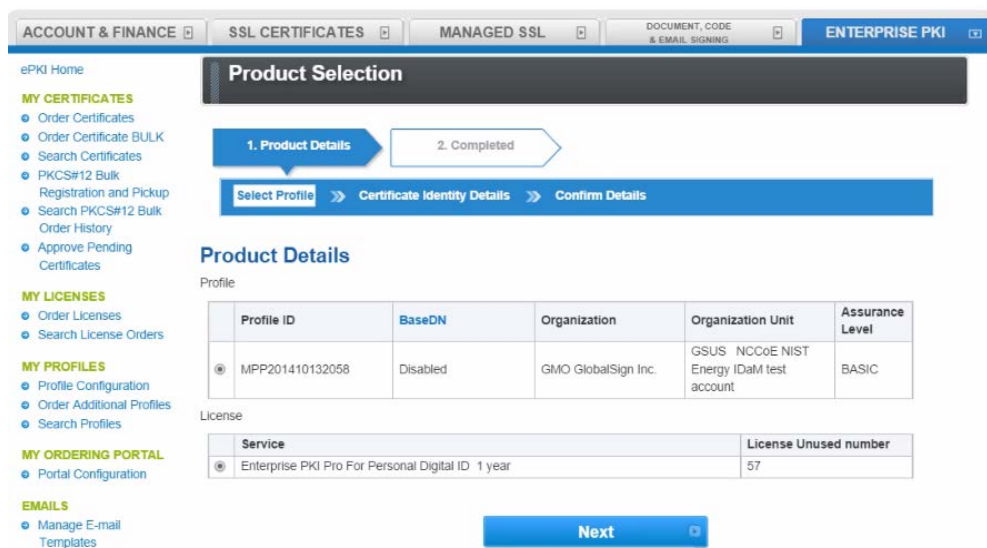 ACCOUNT & FINANCE
SSL CERTIFICATES
MANAGED SSL
DOCUMENT, CODE
& EMAIL SIGNING
ENTERPRISE PKI
ePKI Home
MY CERTIFICATES
Order Certificates
Order Certificate BULK
Search Certificates
PKCS#12 Bulk
Registration and Pickup
Search PKCS#12 Bulk
Order History
Approve Pending
Certificates
MY LICENSES
Order Licenses
Search License Orders
MY PROFILES
Profile Configuration
Order Additional Profiles
Search Profiles
MY ORDERING PORTAL
Portal Configuration
EMAILS
Manage E-mail
Templates
Product Selection
1. Product Details
2. Completed
Select Profile
Certificate Identity Details
Confirm Details
Product Details
Profile
Profile ID
BaseDN
Organization
Organization Unit
Assurance
Level
MPP201410132058
Disabled
GMO GlobalSign Inc.
GSUS NCCoE NIST
Energy IDaM test
account
BASIC
License
Service
License Unused number
Enterprise PKI Pro For Personal Digital ID 1 year
57
Next